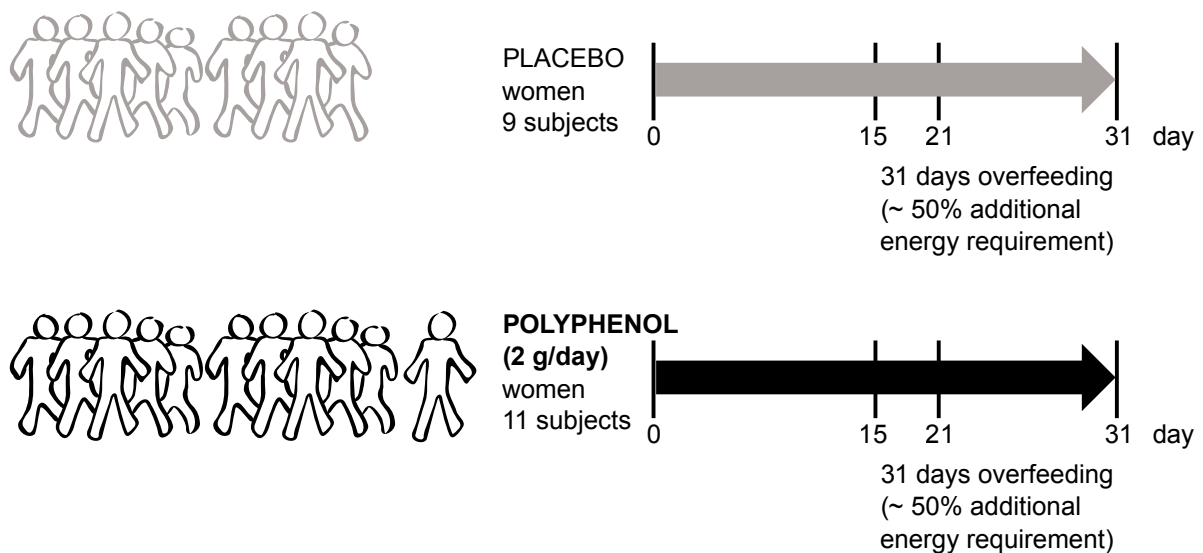 PLACEBO
women
9 subjects
0 15 21 31 day
31 days overfeeding
(~ 50% additional
energy requirement)
POLYPHENOL
(2 g/day)
women
11 subjects
0 15 21 31 day
31 days overfeeding
(~ 50% additional
energy requirement)